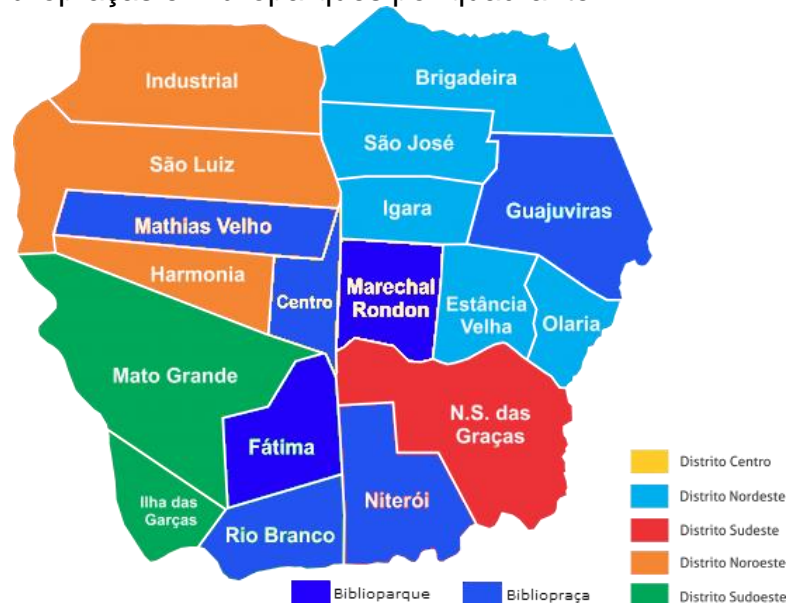 Industrial
Brigadeira
São José
São Luiz
Igara
Guajuviras
Mathias Velho
Harmonia
Centro
Marechal
Rondon
Estância
Velha
Olaria
Mato Grande
N.S. das
Graças
Fátima
Ilha das
Garças
Niterói
Rio Branco
Distrito Centro
Distrito Nordeste
Distrito Sudeste
Distrito Noroeste
Distrito Sudoeste
Biblioparque
Bibliopraça